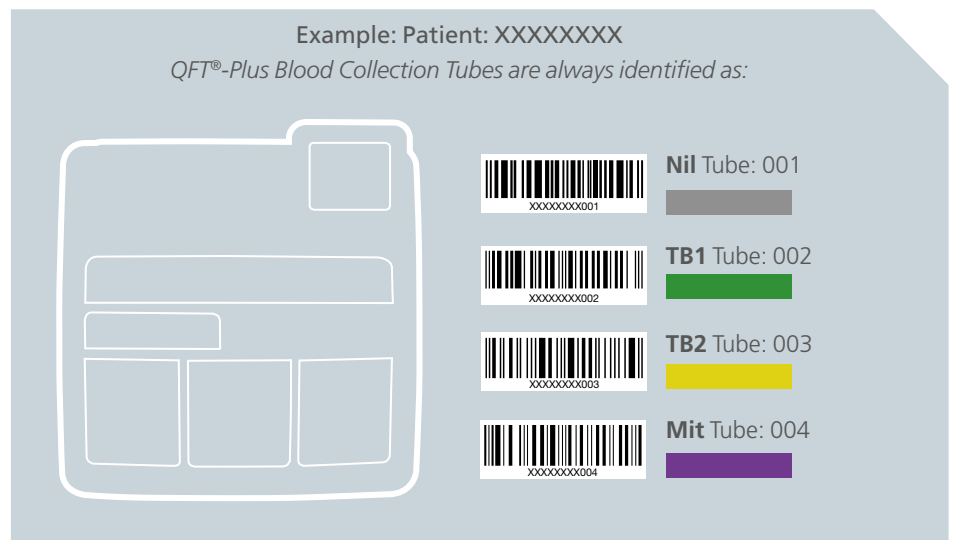 Example: Patient: XXXXXXXX
QFT®-Plus Blood Collection Tubes are always identified as:
Nil Tube: 001
XXXXXXXX001
TB1 Tube: 002
XXXXXXXX002
TB2 Tube: 003
XXXXXXXX003
Mit Tube: 004
XXXXXXXX004